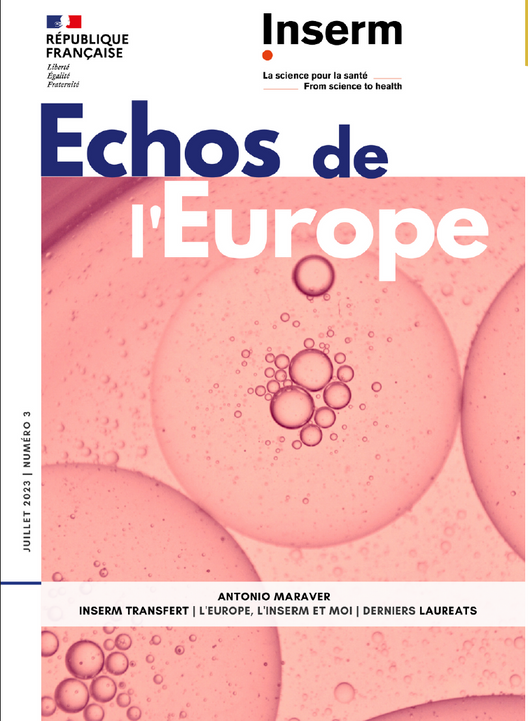 RÉPUBLIQUE
FRANÇAISE
Liberté
Égalité
Fraternité
Inserm
La science pour la santé
From science to health
Echos de
l'Europe
JUILLET 2023 | NUMÉRO 3
ANTONIO MARAVER
INSERM TRANSFERT | L'EUROPE, L'INSERM ET MOI | DERNIERS LAUREATS